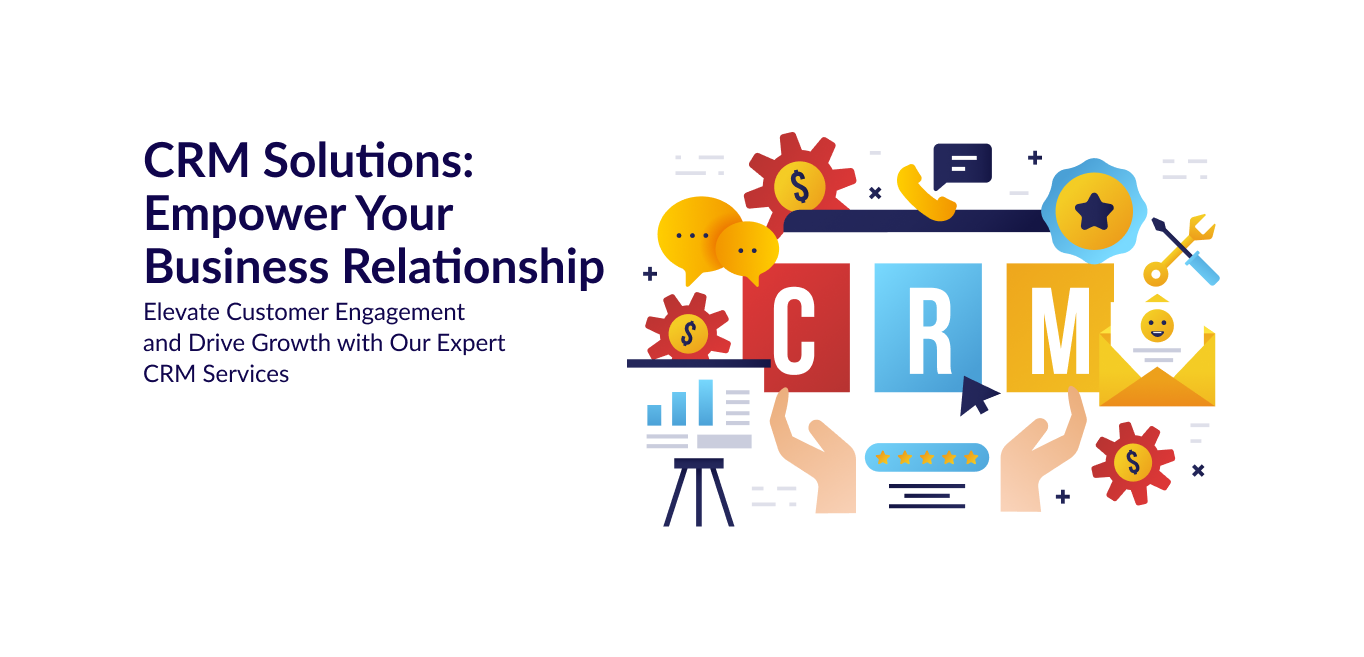 CRM Solutions:
Empower Your
Business Relationship
Elevate Customer Engagement
and Drive Growth with Our Expert
CRM Services
$
$
C R M
$